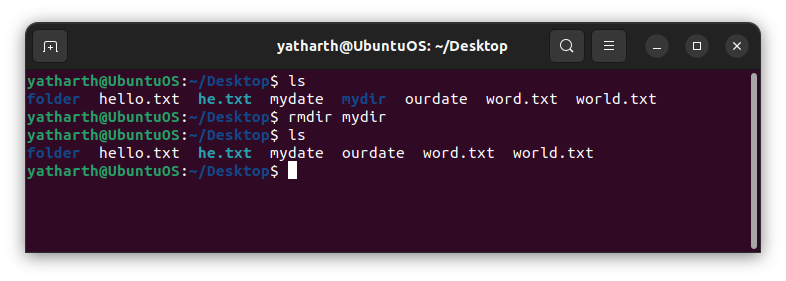 yatharth@UbuntuOS: ~/Desktop
yatharth@UbuntuOS:~/Desktop$ ls
folder  hello.txt  he.txt  mydate  mydir  ourdate  word.txt  world.txt
yatharth@UbuntuOS:~/Desktop$ rmdir mydir
yatharth@UbuntuOS:~/Desktop$ ls
folder  hello.txt  he.txt  mydate  ourdate  word.txt  world.txt
yatharth@UbuntuOS:~/Desktop$